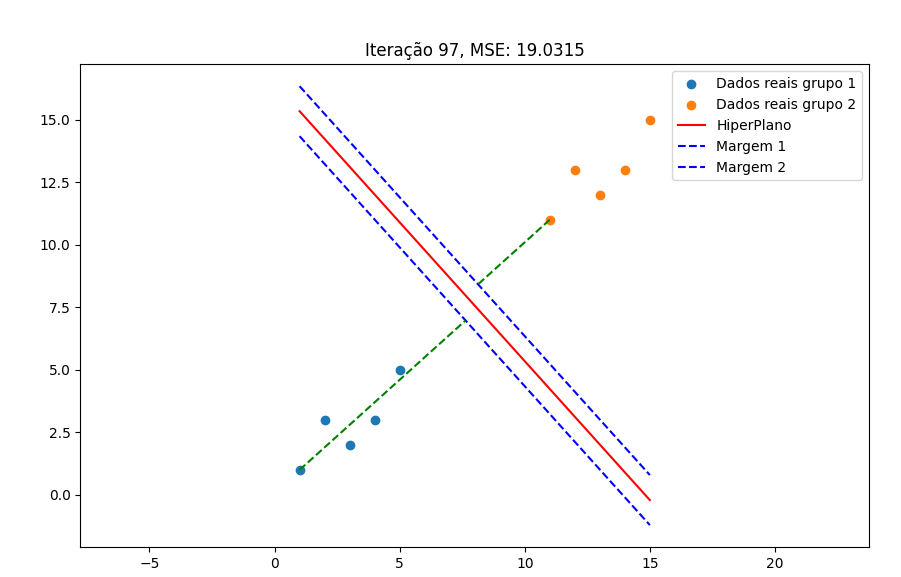 Iteração 97, MSE: 19.0315
Dados reais grupo 1
Dados reais grupo 2
HiperPlano
Margem 1
Margem 2
15.0
12.5
10.0
7.5
5.0
2.5
0.0
−5 0 5 10 15 20